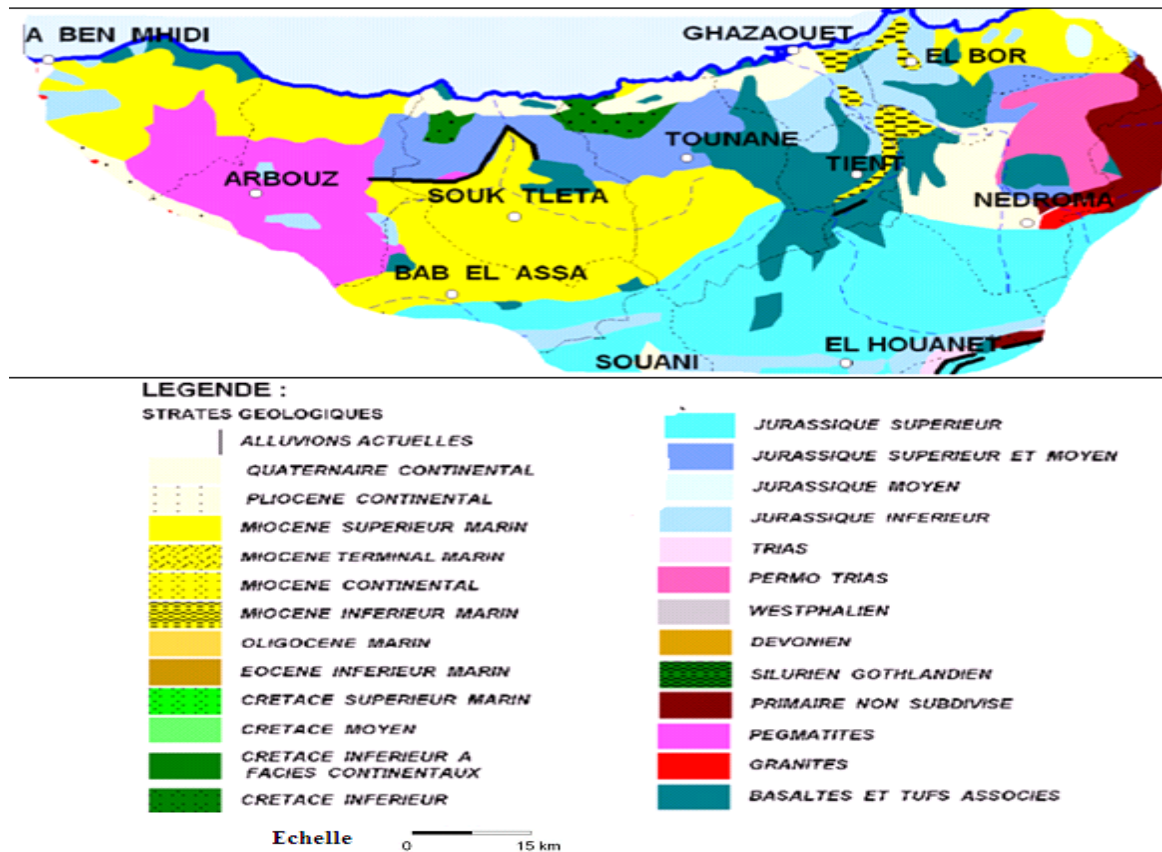 A BEN MHIDI
GHAZAOUET
EL BOR
TOUNANE
TIENT
ARBOUZ
SOUK TLETA
NEDROMA
BAB EL ASSA
EL HOUANET
SOUANI
LEGENDE :
STRATES GEOLOGIQUES
ALLUVIONS ACTUELLES
QUATERNAIRE CONTINENTAL
PLIOCENE CONTINENTAL
MIOCENE SUPERIEUR MARIN
MIOCENE TERMINAL MARIN
MIOCENE CONTINENTAL
MIOCENE INFERIEUR MARIN
OLIGOCENE MARIN
EOCENE INFERIEUR MARIN
CRETACE SUPERIEUR MARIN
CRETACE MOYEN
CRETACE INFERIEUR A
FACIES CONTINENTAUX
CRETACE INFERIEUR
JURASSIQUE SUPERIEUR
JURASSIQUE SUPERIEUR ET MOYEN
JURASSIQUE MOYEN
JURASSIQUE INFERIEUR
TRIAS
PERMO TRIAS
WESTPHALIEN
DEVONIEN
SILURIEN GOTHLANDIEN
PRIMAIRE NON SUBDIVISE
PEGMATITES
GRANITES
BASALTES ET TUFS ASSOCIES
Echelle 0 15 km